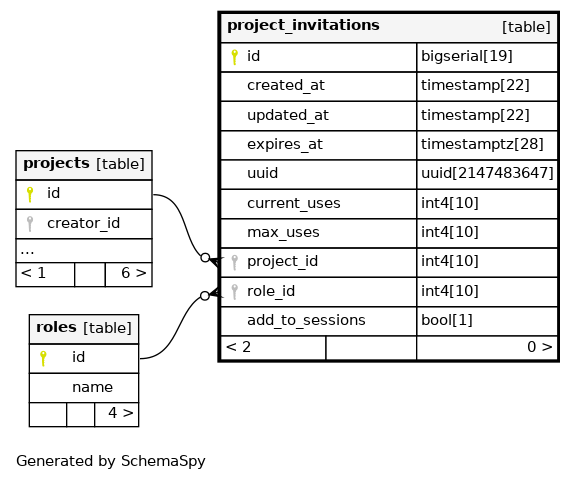 project_invitations [table]
id bigserial[19]
created_at timestamp[22]
updated_at timestamp[22]
expires_at timestamptz[28]
uuid uuid[2147483647]
current_uses int4[10]
max_uses int4[10]
project_id int4[10]
role_id int4[10]
add_to_sessions bool[1]
< 2 0 >
projects [table]
id
creator_id
...
< 1 6 >
roles [table]
id
name
4 >
Generated by SchemaSpy